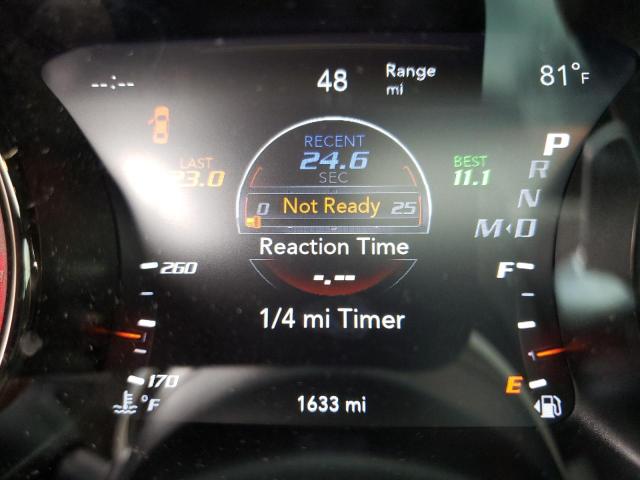 --:--
48
Range
mi
81°F
RECENT
24.6
SEC
LAST
23.0
BEST
11.1
P
R
N
M◂D
0 Not Ready 25
Reaction Time
-.--
1/4 mi Timer
260
170
°F
F
E
1633 mi